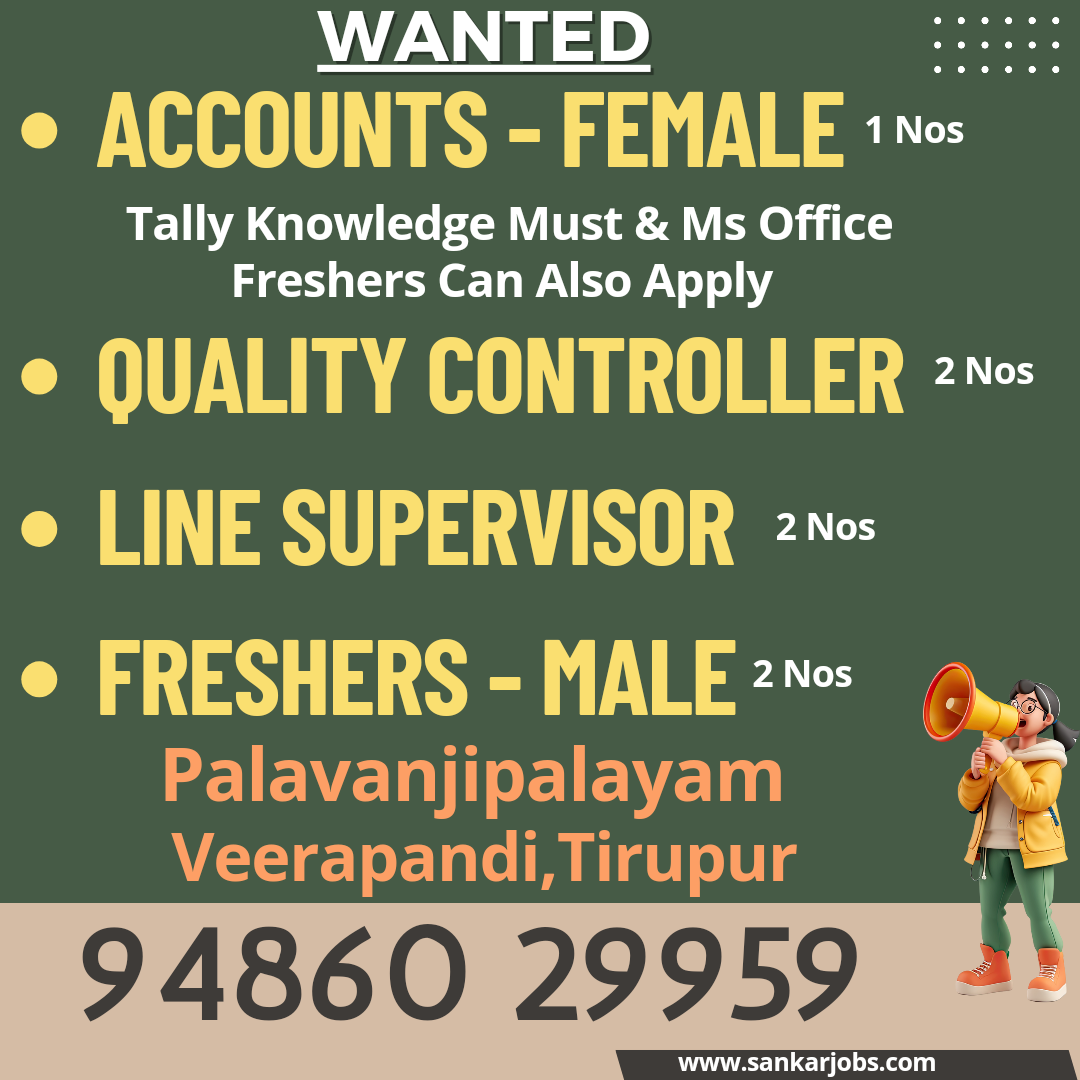 WANTED
• ACCOUNTS - FEMALE 1 Nos
Tally Knowledge Must & Ms Office
Freshers Can Also Apply
• QUALITY CONTROLLER 2 Nos
• LINE SUPERVISOR 2 Nos
• FRESHERS - MALE 2 Nos
Palavanjipalayam
Veerapandi,Tirupur
94860 29959
www.sankarjobs.com